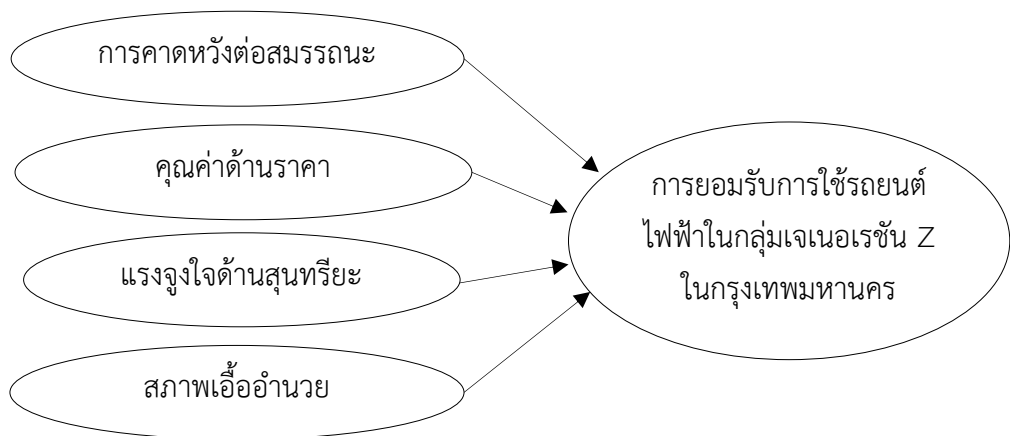 การคาดหวังต่อสมรรถนะ
คุณค่าด้านราคา
แรงจูงใจด้านสุนทรียะ
สภาพเอื้ออำนวย
การยอมรับการใช้รถยนต์
ไฟฟ้าในกลุ่มเจเนอเรชัน Z
ในกรุงเทพมหานคร